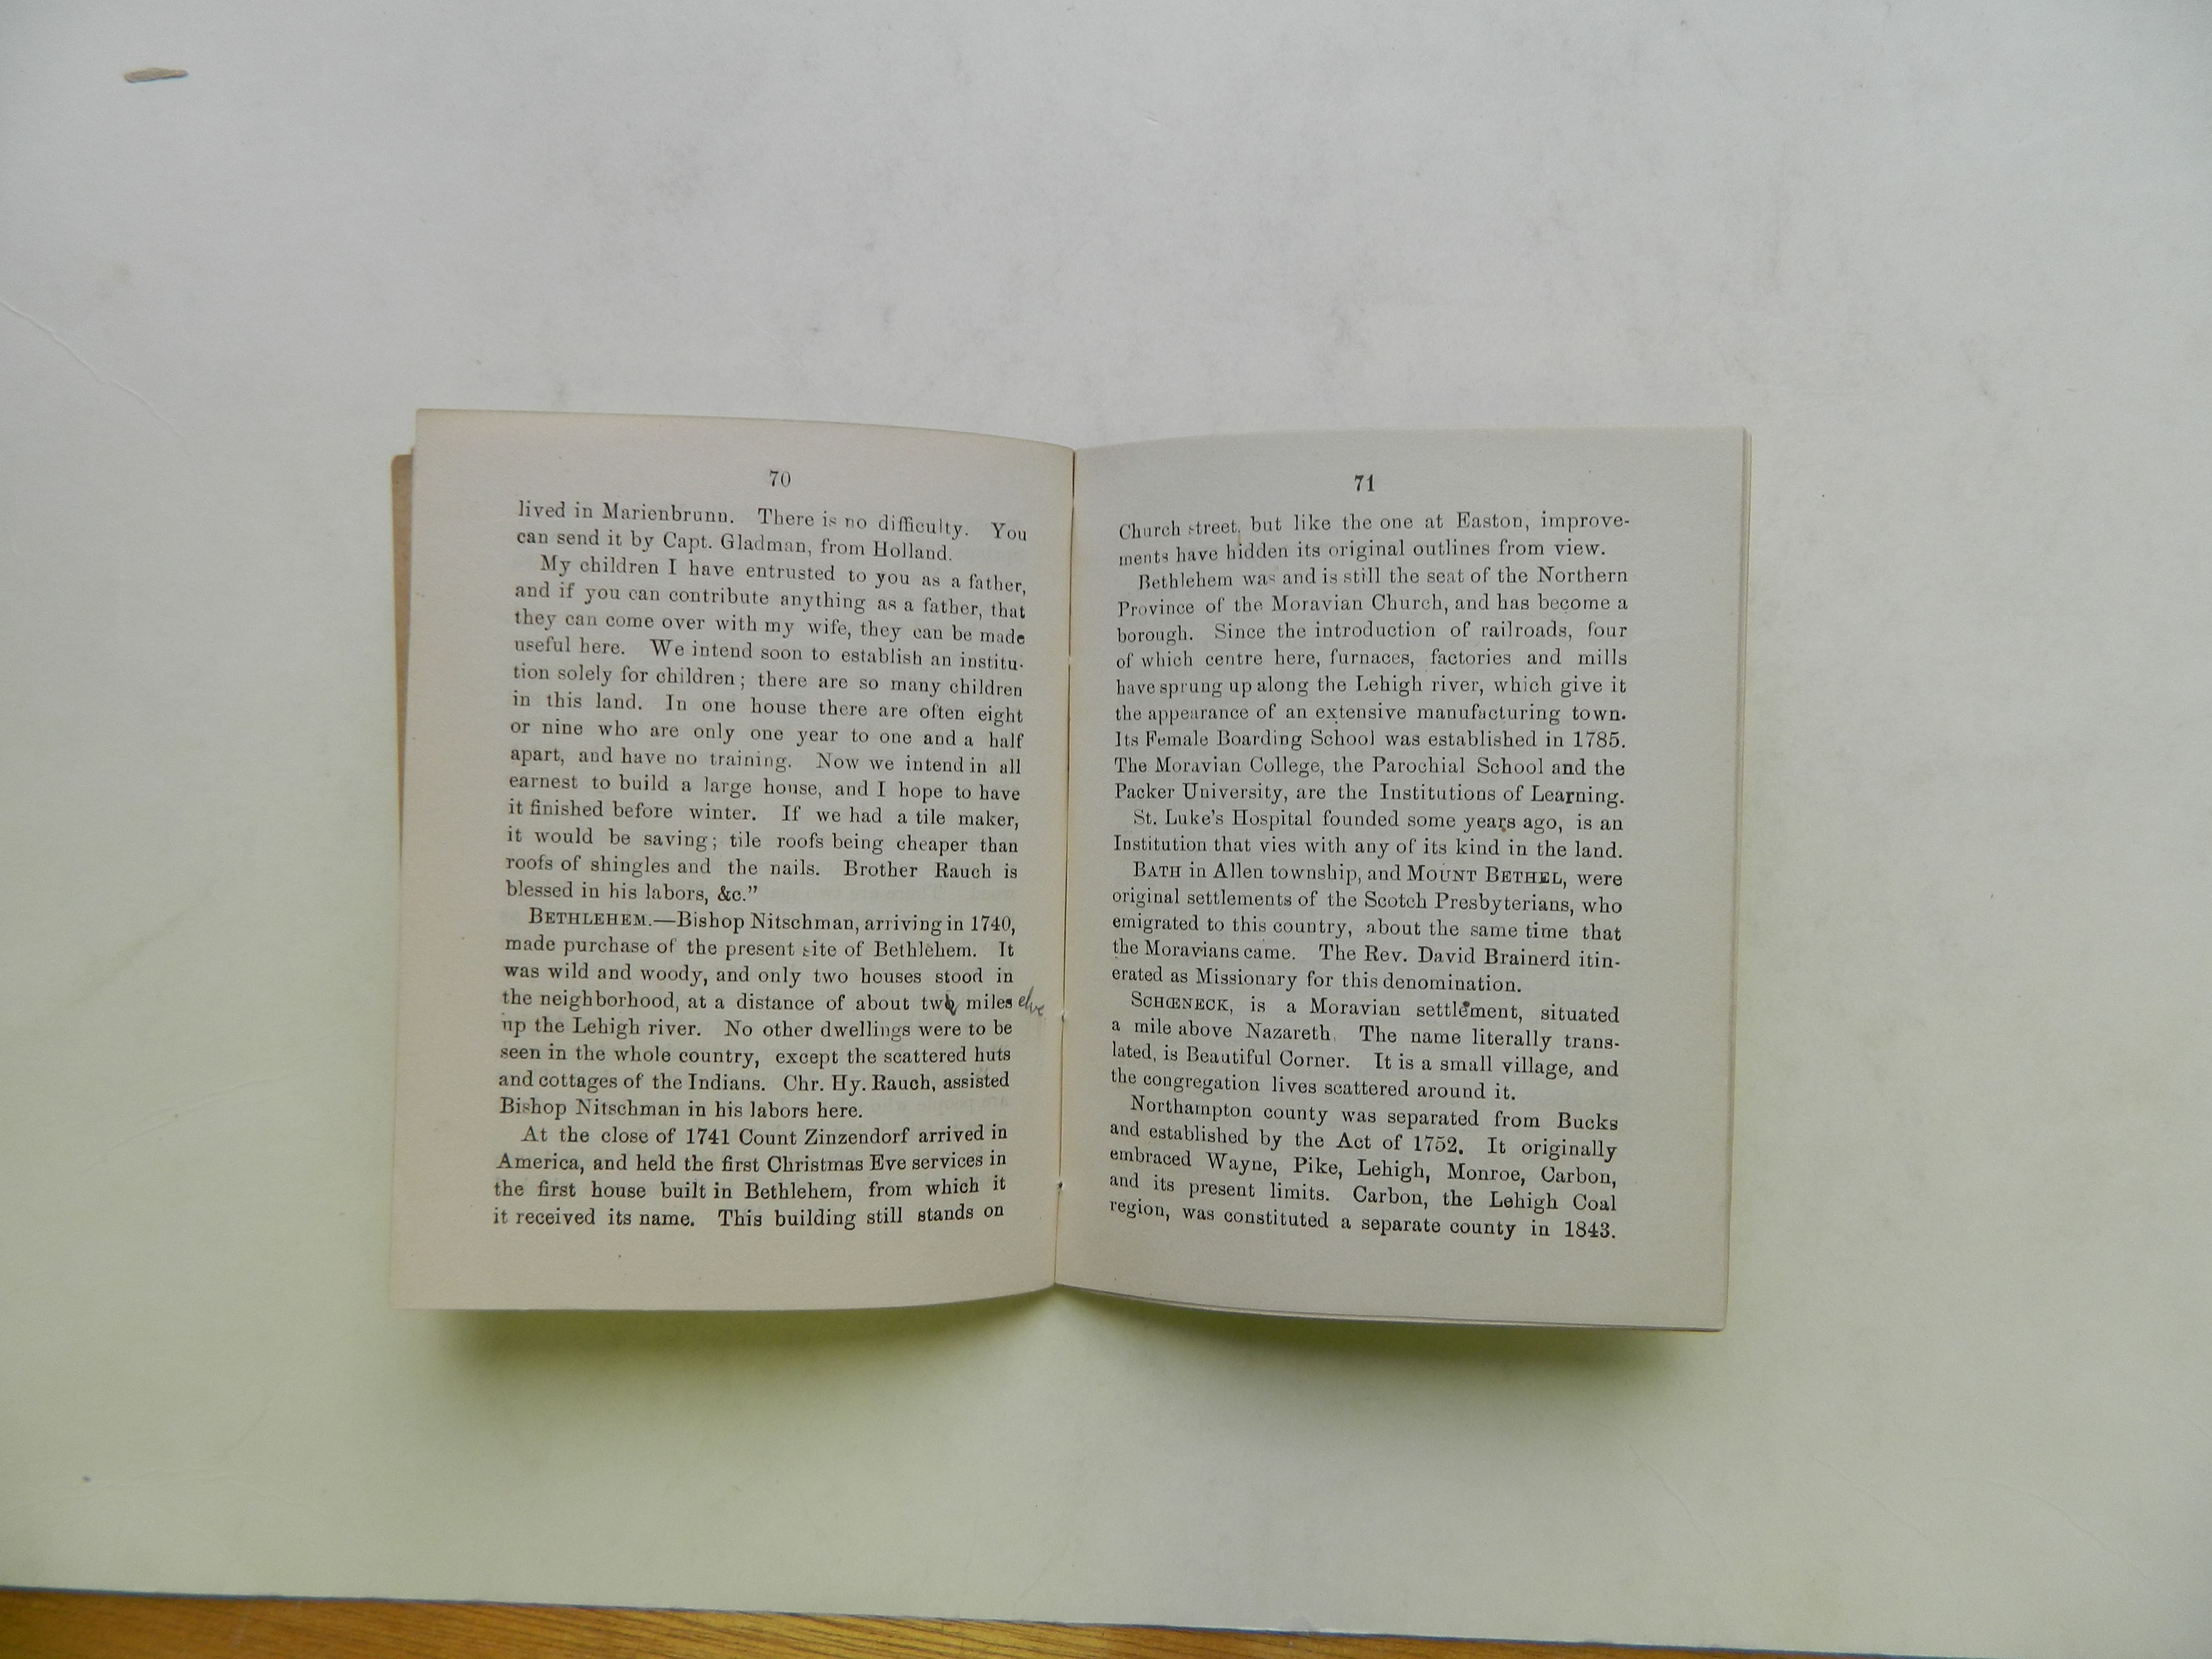 70
lived in Marienbrunn. There is no difficulty. You
can send it by Capt. Gladman, from Holland.
My children I have entrusted to you as a father,
and if you can contribute anything as a father, that
they can come over with my wife, they can be made
useful here. We intend soon to establish an institu-
tion solely for children; there are so many children
in this land. In one house there are often eight
or nine who are only one year to one and a half
apart, and have no training. Now we intend in all
earnest to build a large house, and I hope to have
it finished before winter. If we had a tile maker,
it would be saving; tile roofs being cheaper than
roofs of shingles and the nails. Brother Rauch is
blessed in his labors, &c.”
BETHLEHEM.—Bishop Nitschman, arriving in 1740,
made purchase of the present site of Bethlehem. It
was wild and woody, and only two houses stood in
the neighborhood, at a distance of about two miles elve
up the Lehigh river. No other dwellings were to be
seen in the whole country, except the scattered huts
and cottages of the Indians. Chr. Hy. Rauch, assisted
Bishop Nitschman in his labors here.
At the close of 1741 Count Zinzendorf arrived in
America, and held the first Christmas Eve services in
the first house built in Bethlehem, from which it
it received its name. This building still stands on
71
Church street, but like the one at Easton, improve-
ments have hidden its original outlines from view.
Bethlehem was and is still the seat of the Northern
Province of the Moravian Church, and has become a
borough. Since the introduction of railroads, four
of which centre here, furnaces, factories and mills
have sprung up along the Lehigh river, which give it
the appearance of an extensive manufacturing town.
Its Female Boarding School was established in 1785.
The Moravian College, the Parochial School and the
Packer University, are the Institutions of Learning.
St. Luke’s Hospital founded some years ago, is an
Institution that vies with any of its kind in the land.
BATH in Allen township, and MOUNT BETHEL, were
original settlements of the Scotch Presbyterians, who
emigrated to this country, about the same time that
the Moravians came. The Rev. David Brainerd itin-
erated as Missionary for this denomination.
SCHŒNECK, is a Moravian settlement, situated
a mile above Nazareth. The name literally trans-
lated, is Beautiful Corner. It is a small village, and
the congregation lives scattered around it.
Northampton county was separated from Bucks
and established by the Act of 1752. It originally
embraced Wayne, Pike, Lehigh, Monroe, Carbon,
and its present limits. Carbon, the Lehigh Coal
region, was constituted a separate county in 1843.